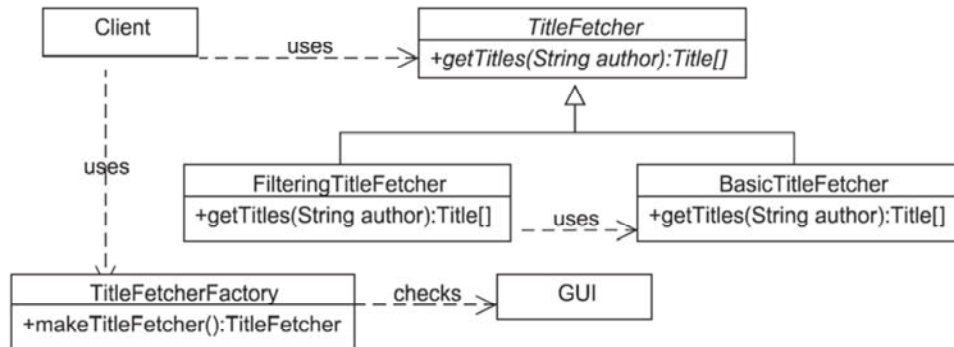 Client
TitleFetcher
uses
+getTitles(String author):Title[]
uses
FilteringTitleFetcher
BasicTitleFetcher
+getTitles(String author):Title[]
uses
+getTitles(String author):Title[]
TitleFetcherFactory
checks
GUI
+makeTitleFetcher():TitleFetcher